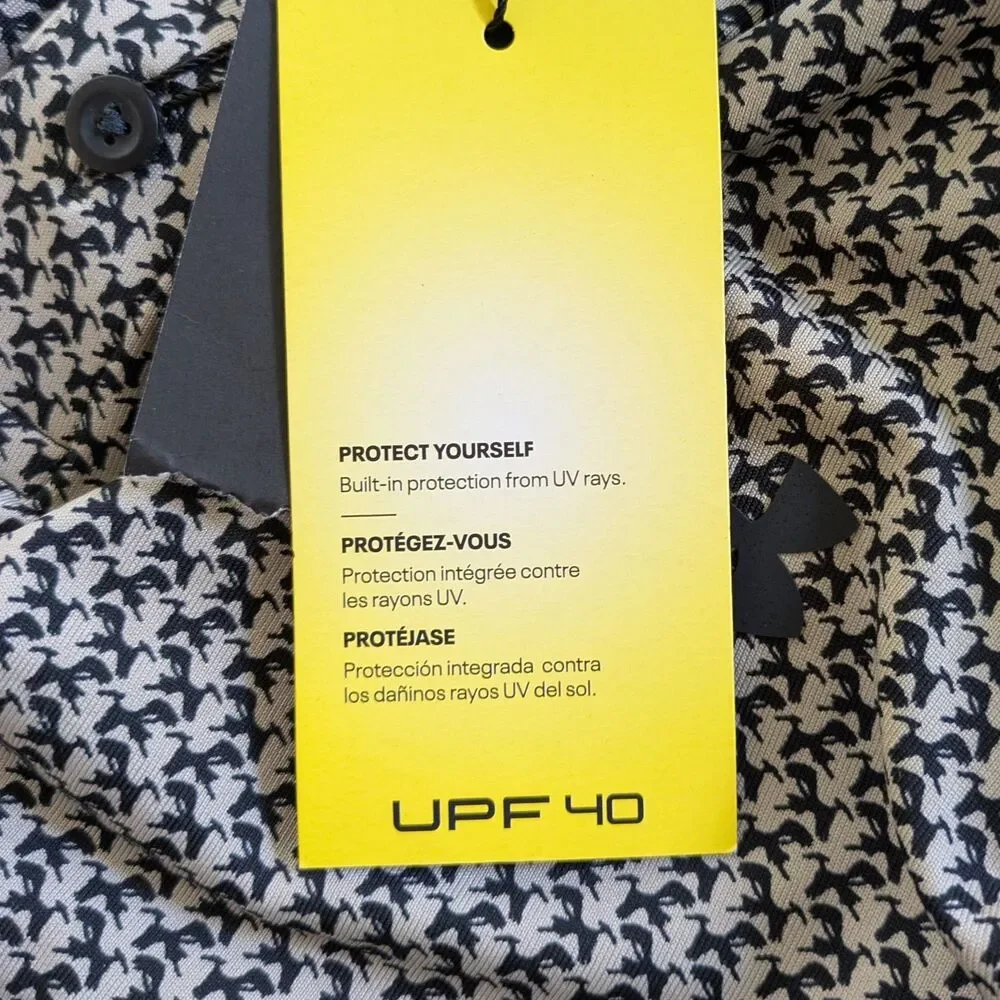 PROTECT YOURSELF
Built-in protection from UV rays.
PROTÉGEZ-VOUS
Protection intégrée contre
les rayons UV.
PROTÉJASE
Protección integrada contra
los dañinos rayos UV del sol.
UPF 40